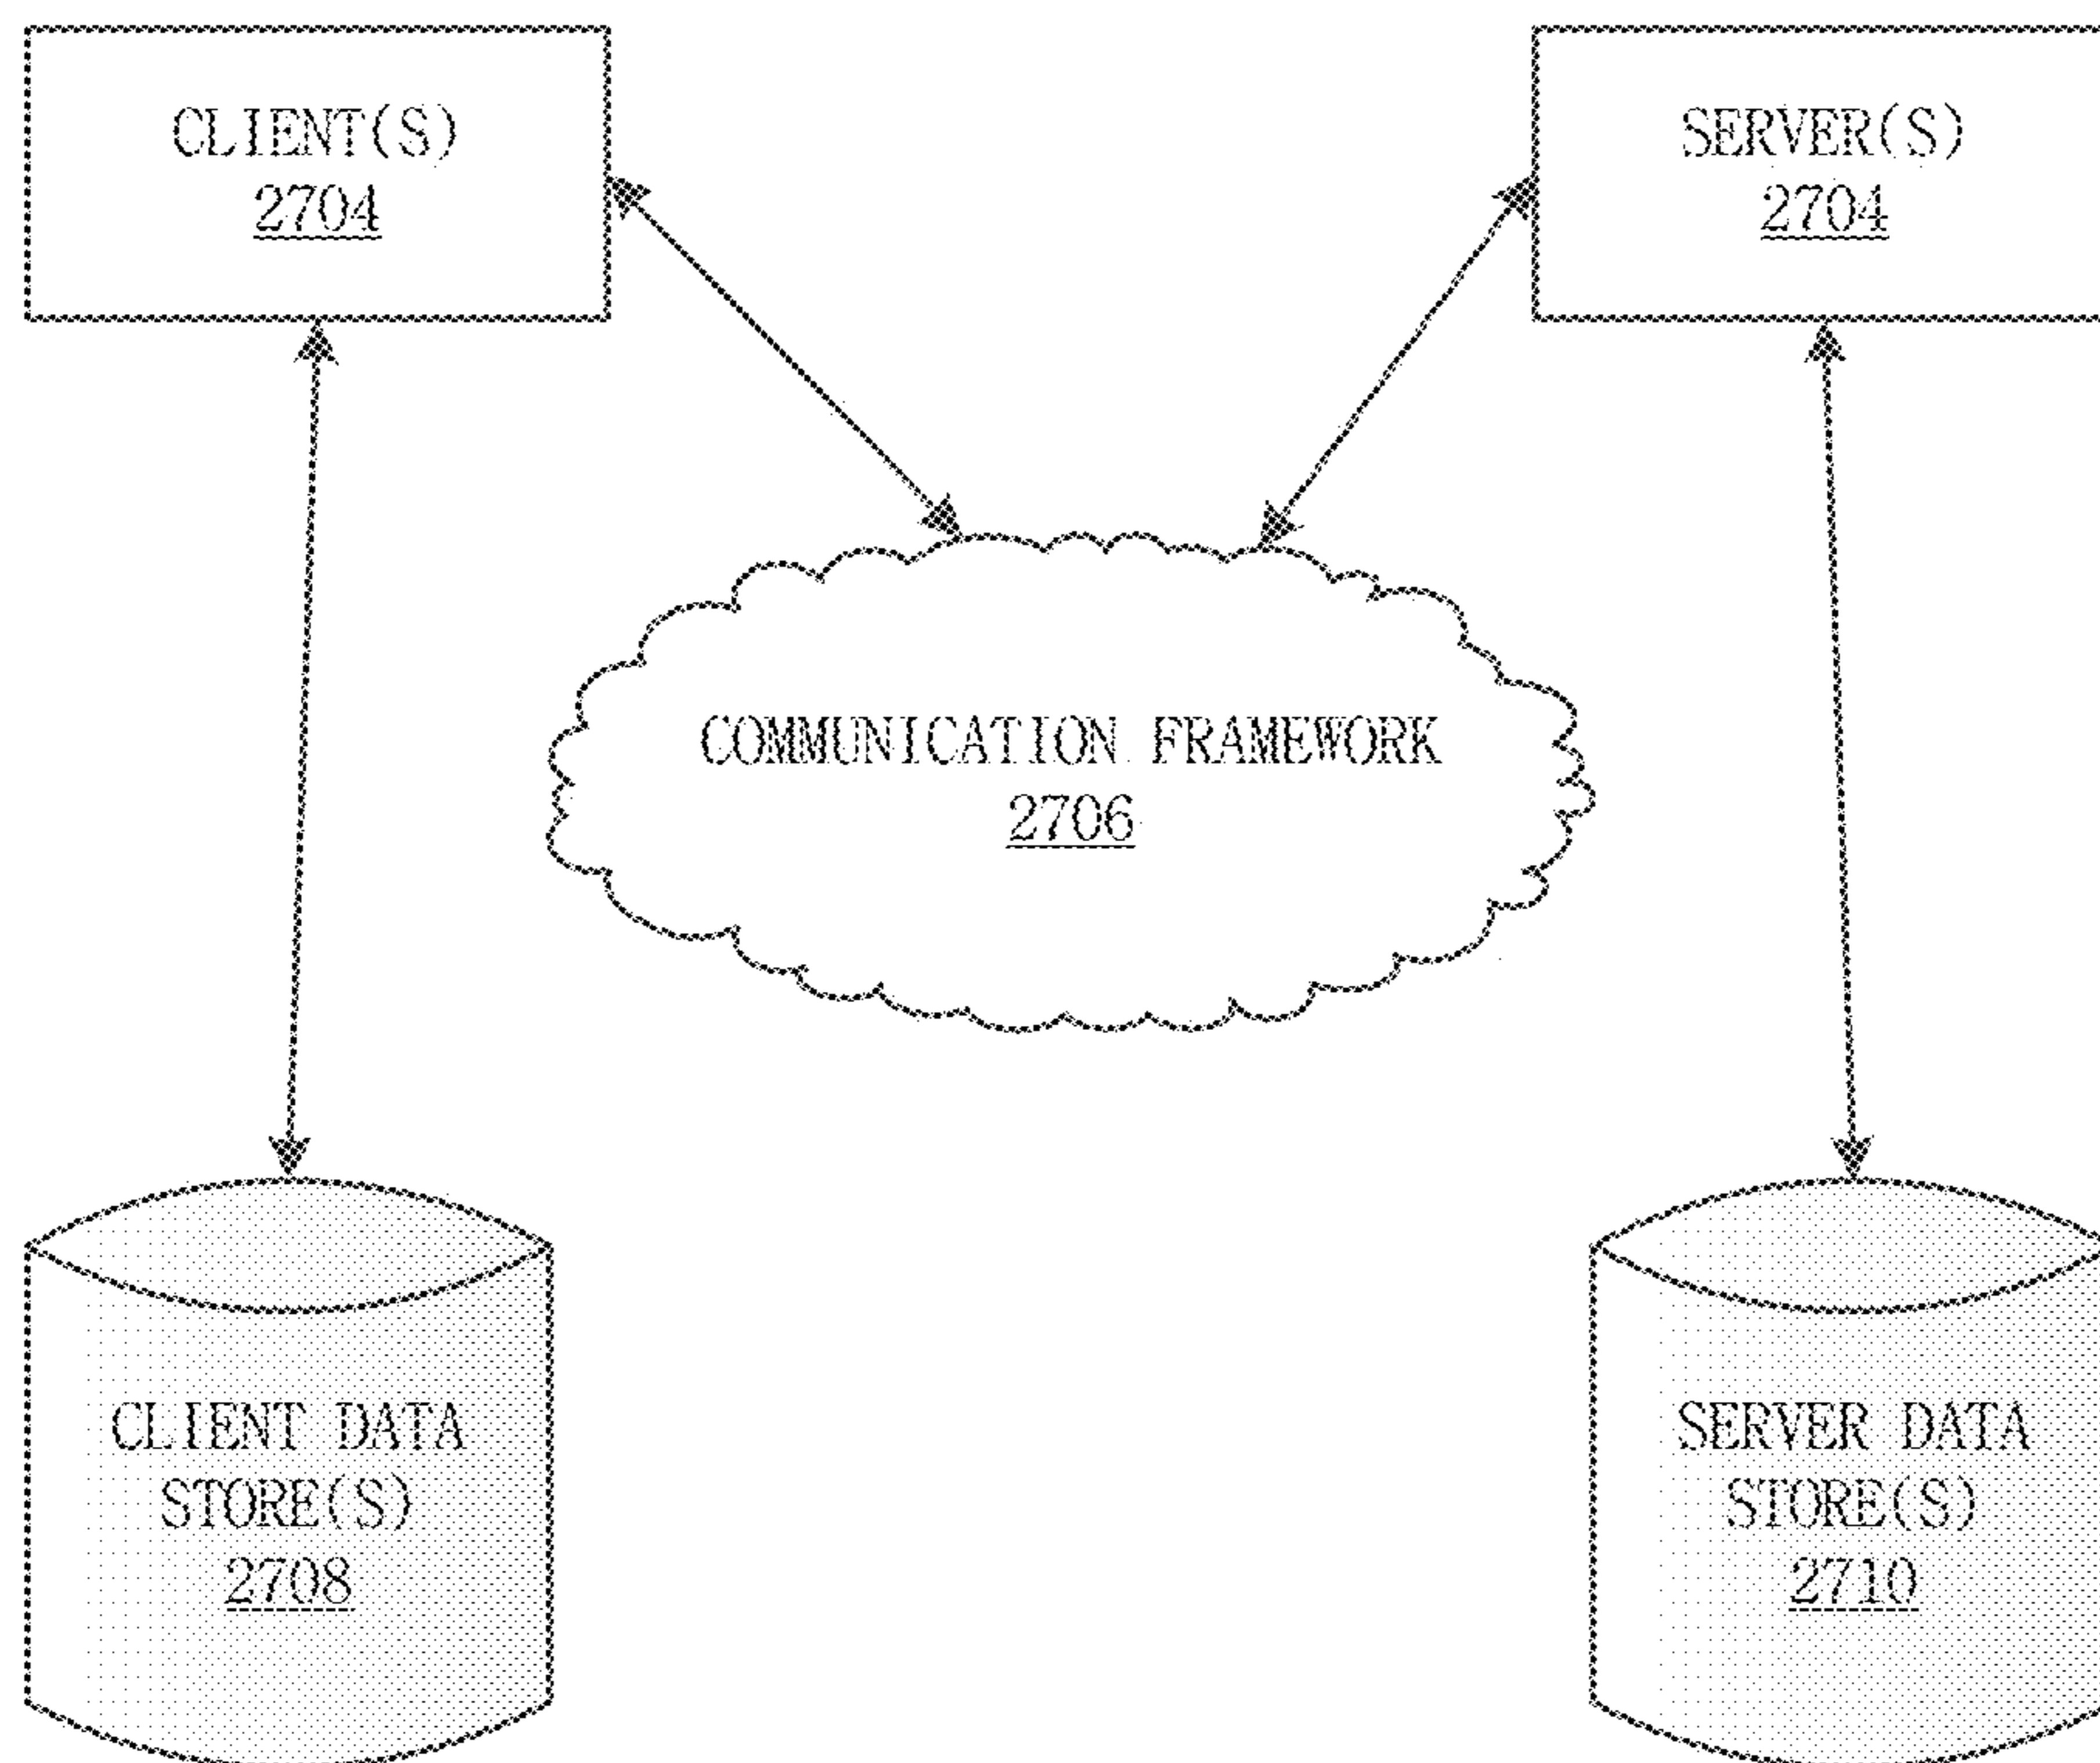 CLIENT(S)
2704
SERVER(S)
2704
COMMUNICATION FRAMEWORK
2706
CLIENT DATA
STORE(S)
2708
SERVER DATA
STORE(S)
2710